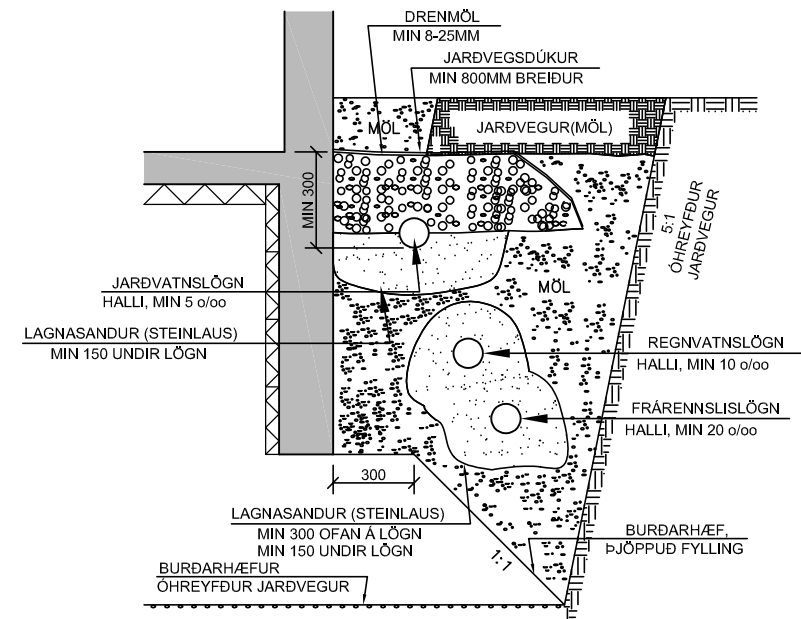 DRENMÖL
MIN 8-25MM
JARÐVEGSDÚKUR
MIN 800MM BREIÐUR
MÖL
JARÐVEGUR(MÖL)
MIN 300
5:1
ÓHREYFÐUR
JARÐVEGUR
JARÐVATNSLÖGN
HALLI, MIN 5 o/oo
MÖL
LAGNASANDUR (STEINLAUS)
MIN 150 UNDIR LÖGN
REGNVATNSLÖGN
HALLI, MIN 10 o/oo
FRÁRENNSLISLÖGN
HALLI, MIN 20 o/oo
300
LAGNASANDUR (STEINLAUS)
MIN 300 OFAN Á LÖGN
MIN 150 UNDIR LÖGN
1:1
BURÐARHÆF,
ÞJÖPPUÐ FYLLING
BURÐARHÆFUR
ÓHREYFÐUR JARÐVEGUR